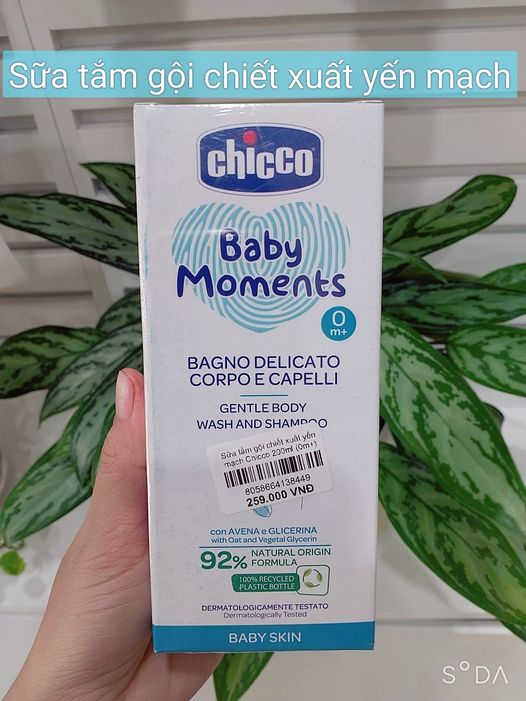 Sữa tắm gội chiết xuất yến mạch
chicco
Baby
Moments
0
m+
BAGNO DELICATO
CORPO E CAPELLI
GENTLE BODY
WASH AND SHAMPOO
Sữa tắm gội chiết xuất yến
mạch Chicco 200ml (0m+)
8058664138449
259.000 VNĐ
con AVENA e GLICERINA
with Oat and Vegetal Glycerin
92% NATURAL ORIGIN
FORMULA
100% RECYCLED
PLASTIC BOTTLE
DERMATOLOGICAMENTE TESTATO
Dermatologically Tested
BABY SKIN
SODA